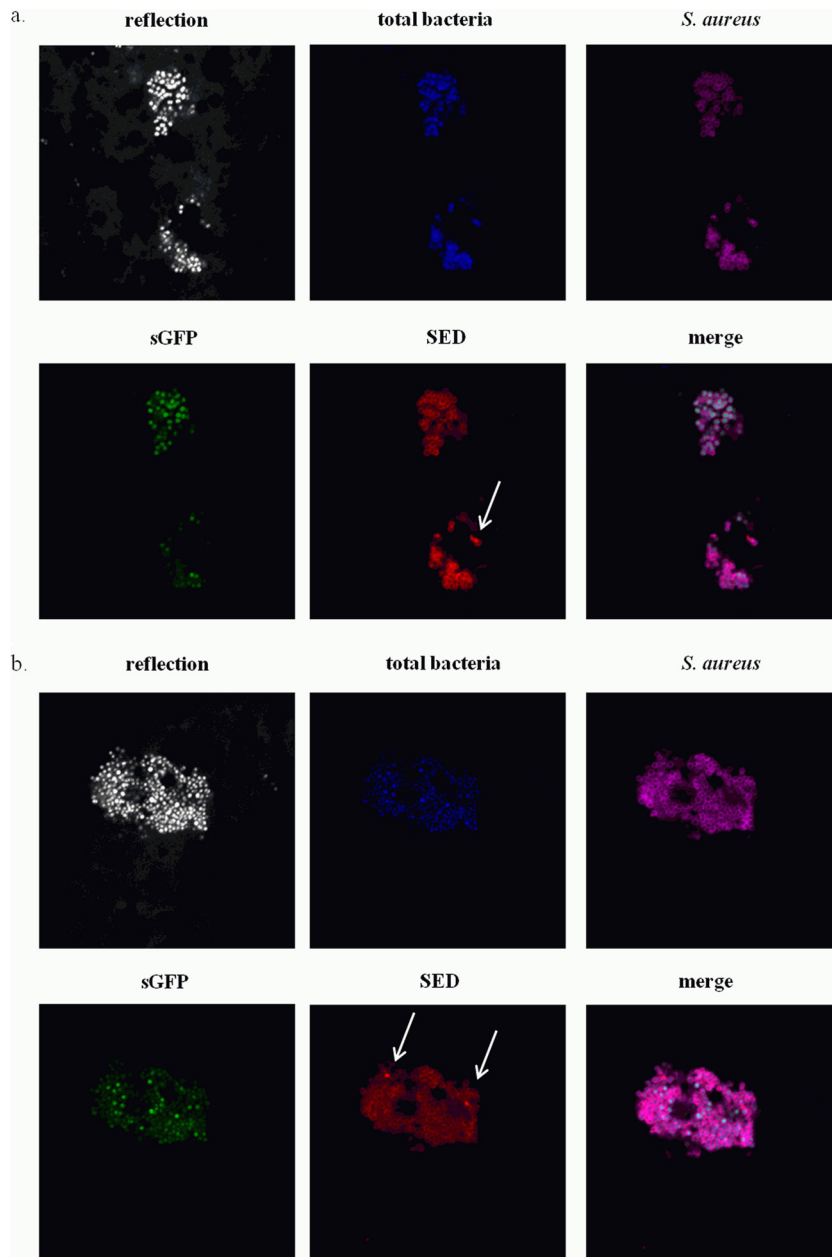 a.
reflection total bacteria S. aureus
sGFP SED merge
b.
reflection total bacteria S. aureus
sGFP SED merge